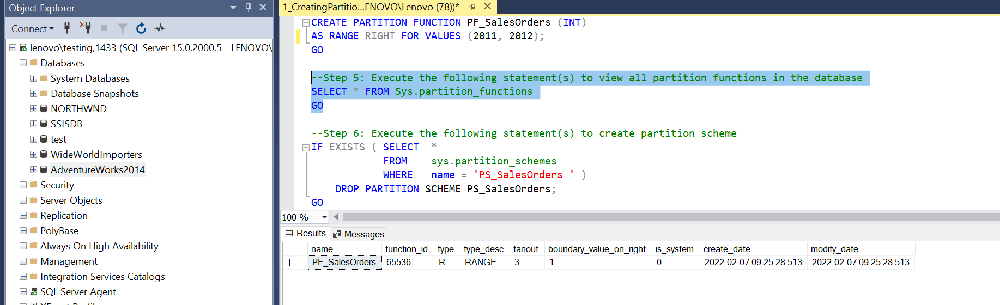 Object Explorer
Connect
lenovo\testing,1433 (SQL Server 15.0.2000.5 - LENOVO\
Databases
System Databases
Database Snapshots
NORTHWND
SSISDB
test
WideWorldImporters
AdventureWorks2014
Security
Server Objects
Replication
PolyBase
Always On High Availability
Management
Integration Services Catalogs
SQL Server Agent
1_CreatingPartitio...ENOVO\Lenovo (78))*
CREATE PARTITION FUNCTION PF_SalesOrders (INT)
AS RANGE RIGHT FOR VALUES (2011, 2012);
GO
--Step 5: Execute the following statement(s) to view all partition functions in the database
SELECT * FROM Sys.partition_functions
GO
--Step 6: Execute the following statement(s) to create partition scheme
IF EXISTS ( SELECT *
FROM sys.partition_schemes
WHERE name = 'PS_SalesOrders ' )
DROP PARTITION SCHEME PS_SalesOrders;
GO
100 %
Results Messages
name function_id type type_desc fanout boundary_value_on_right is_system create_date modify_date
1 PF_SalesOrders 65536 R RANGE 3 1 0 2022-02-07 09:25:28.513 2022-02-07 09:25:28.513